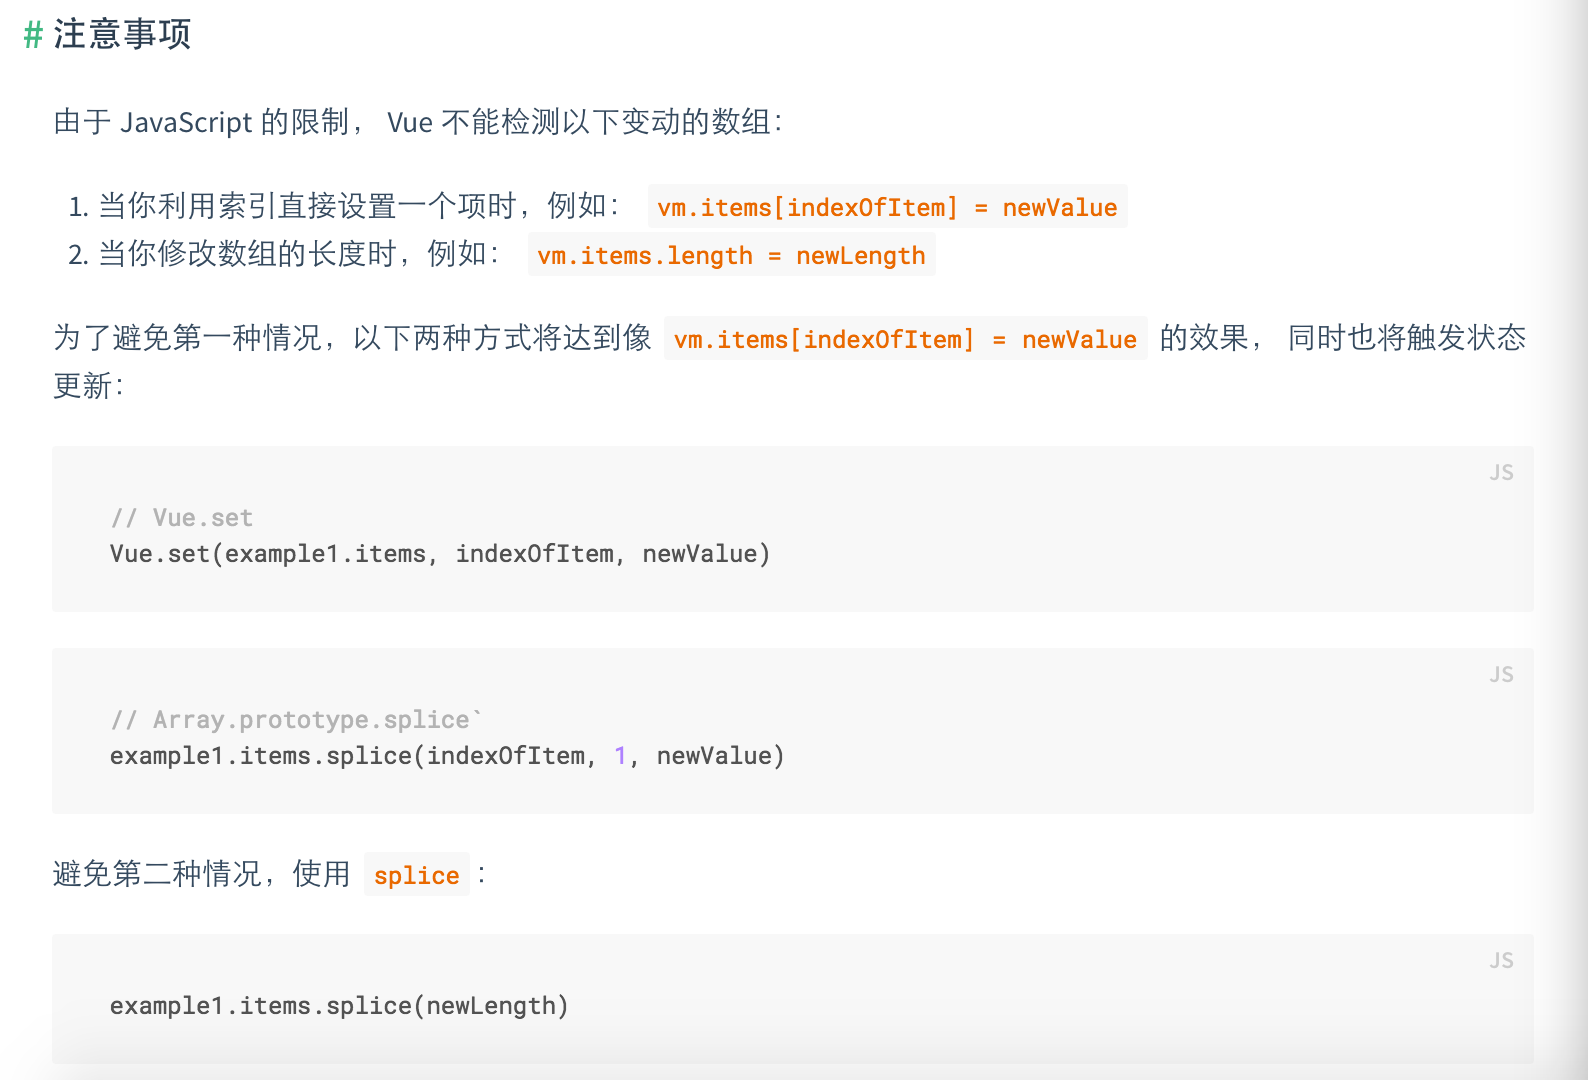 # 注意事项
由于 JavaScript 的限制， Vue 不能检测以下变动的数组：
1. 当你利用索引直接设置一个项时，例如： vm.items[indexOfItem] = newValue
2. 当你修改数组的长度时，例如： vm.items.length = newLength
为了避免第一种情况，以下两种方式将达到像 vm.items[indexOfItem] = newValue 的效果， 同时也将触发状态
更新：
JS
// Vue.set
Vue.set(example1.items, indexOfItem, newValue)
JS
// Array.prototype.splice`
example1.items.splice(indexOfItem, 1, newValue)
避免第二种情况，使用 splice：
JS
example1.items.splice(newLength)